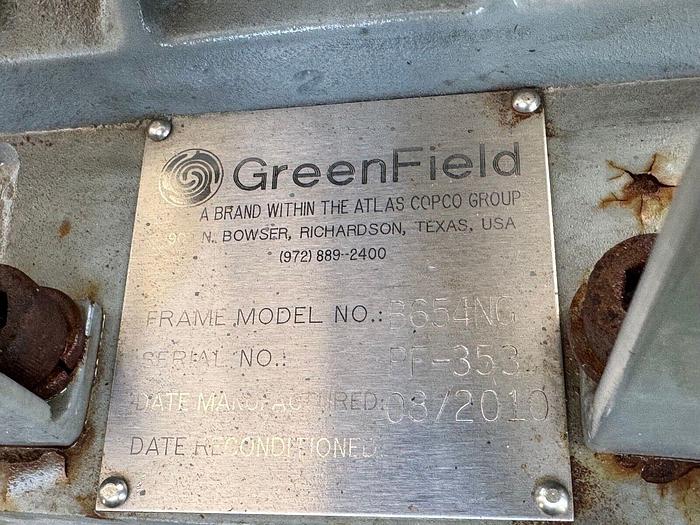 GreenField
A BRAND WITHIN THE ATLAS COPCO GROUP
N. BOWSER, RICHARDSON, TEXAS, USA
(972) 889-2400
FRAME MODEL NO.: B654NG
SERIAL NO.: PF-353
DATE MANUFACTURED: 03/2010
DATE RECONDITIONED: